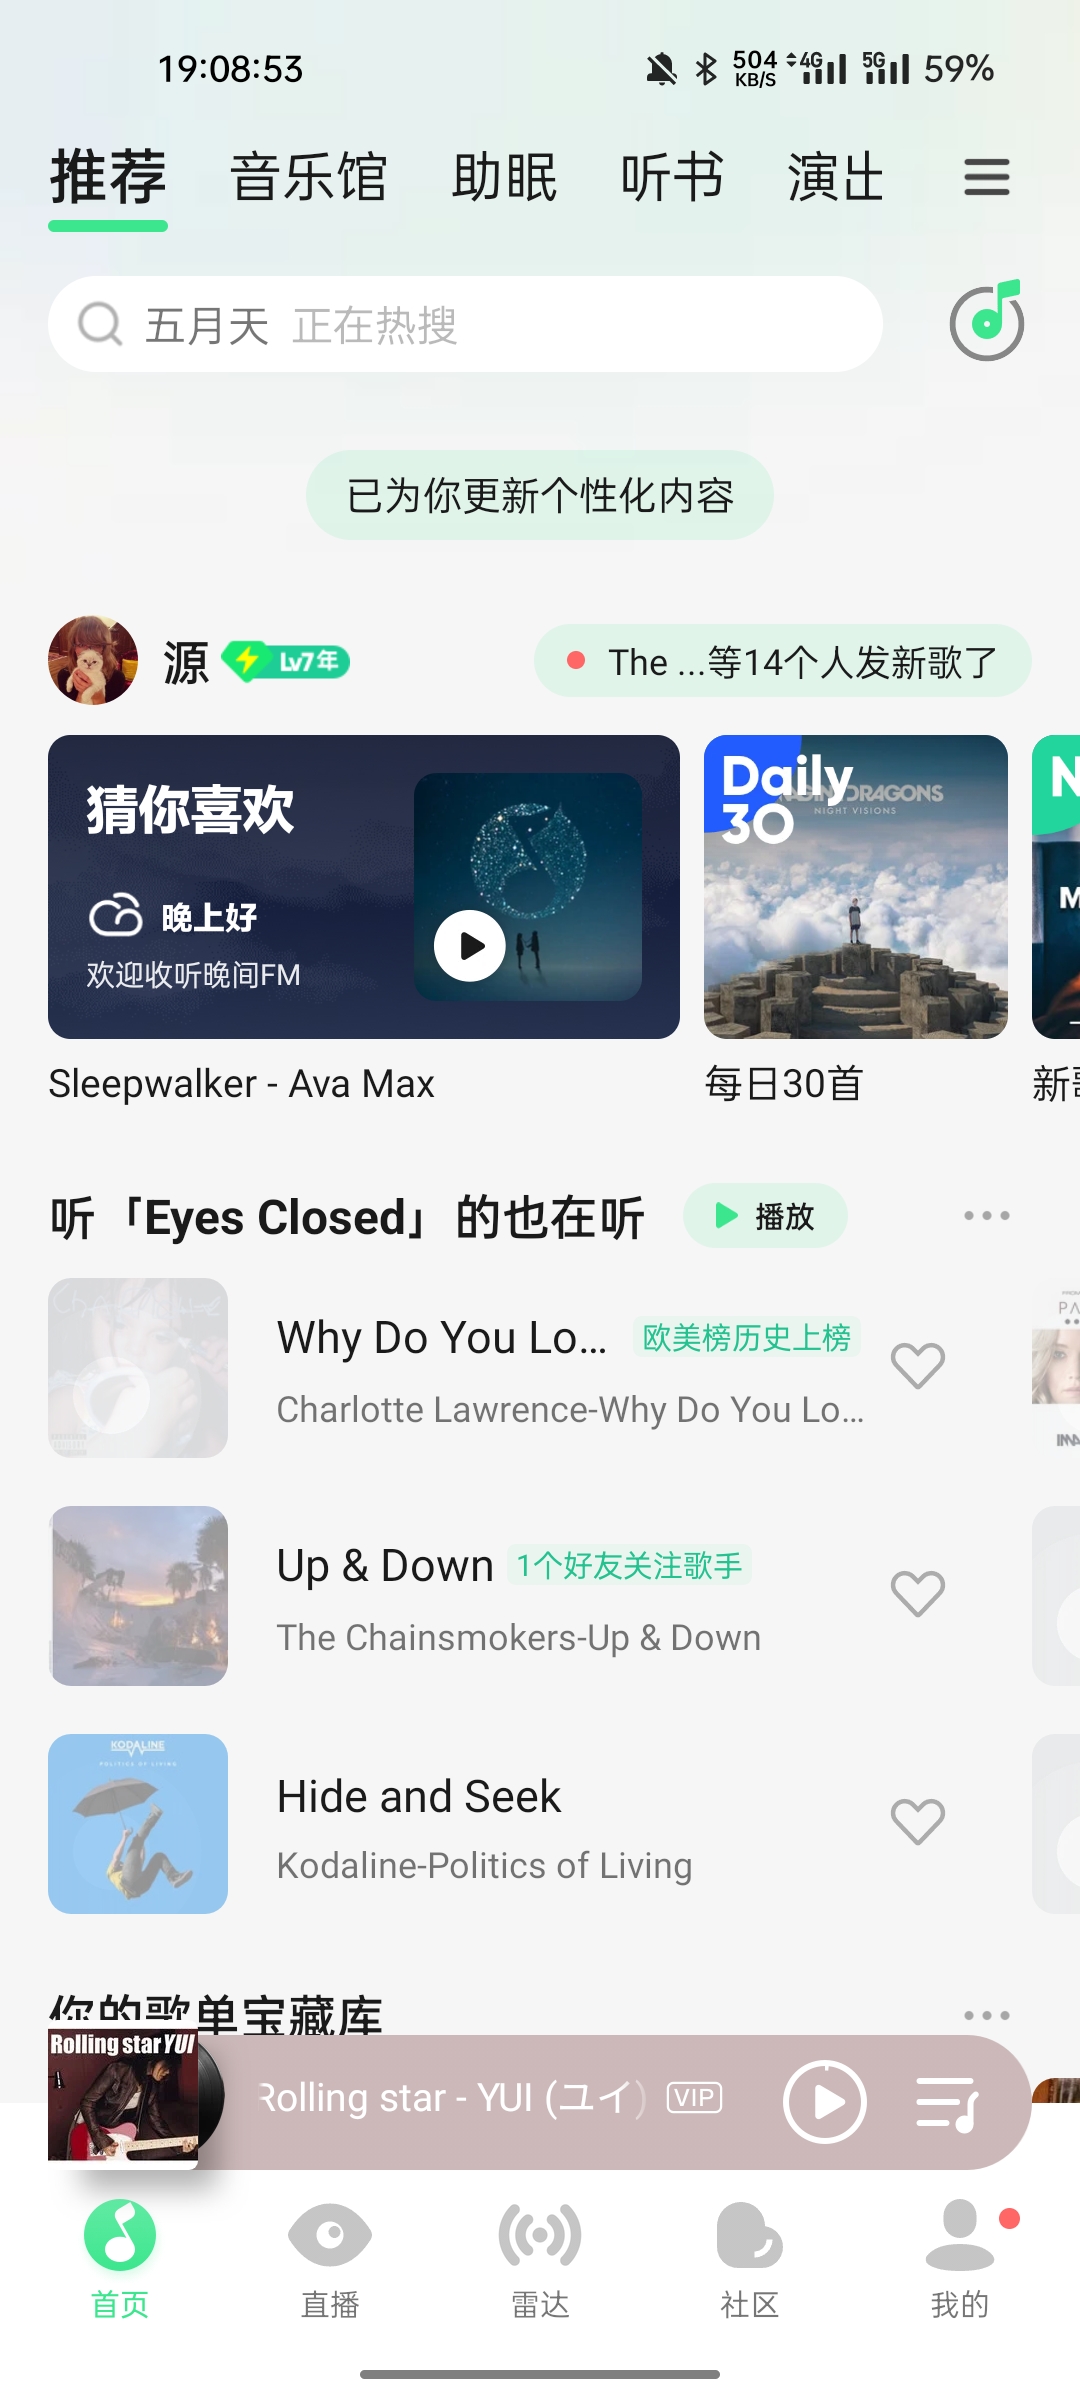 19:08:53
504
KB/S
4G
5G
59%
推荐
音乐馆
助眠
听书
演出
五月天 正在热搜
已为你更新个性化内容
源
Lv7年
The ...等14个人发新歌了
猜你喜欢
晚上好
欢迎收听晚间FM
Daily
30
DRAGONS
NIGHT VISIONS
N
M
Sleepwalker - Ava Max
每日30首
新
听「Eyes Closed」的也在听
播放
Why Do You Lo...
欧美榜历史上榜
Charlotte Lawrence-Why Do You Lo...
FROM
PA
IMA
Up & Down
1个好友关注歌手
The Chainsmokers-Up & Down
KODALINE
POLITICS OF LIVING
Hide and Seek
Kodaline-Politics of Living
你的歌单宝藏库
Rolling star YUI
Rolling star - YUI (ユイ)
VIP
首页
直播
雷达
社区
我的